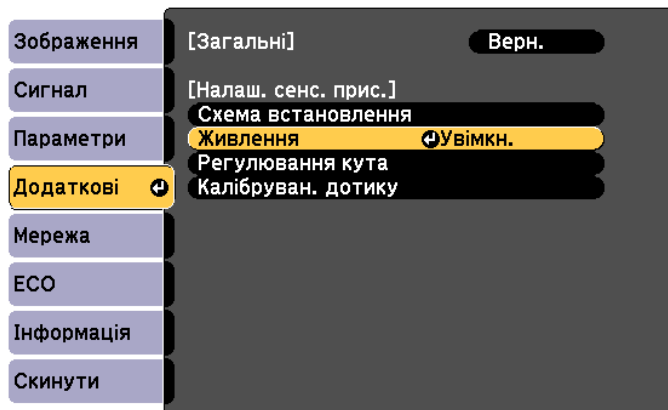 Зображення
Сигнал
Параметри
Додаткові
Мережа
ECO
Інформація
Скинути
[Загальні] Верн.
[Налаш. сенс. прис.]
Схема встановлення
Живлення Увімкн.
Регулювання кута
Калібруван. дотику